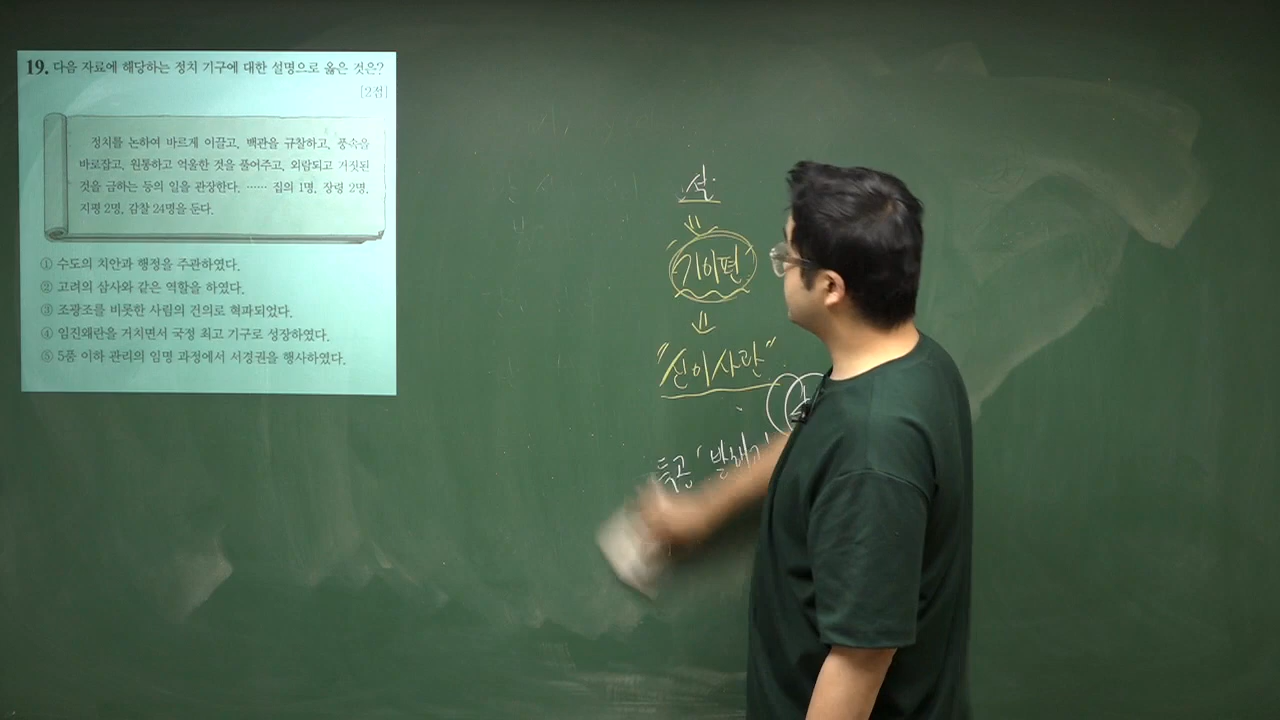 19. 다음 자료에 해당하는 정치 기구에 대한 설명으로 옳은 것은?
[2점]
정치를 논하여 바르게 이끌고, 백관을 규찰하고, 풍속을
바로잡고, 원통하고 억울한 것을 풀어주고, 외람되고 거짓된
것을 금하는 등의 일을 관장한다. …… 집의 1명, 장령 2명,
지평 2명, 감찰 24명을 둔다.
① 수도의 치안과 행정을 주관하였다.
② 고려의 삼사와 같은 역할을 하였다.
③ 조광조를 비롯한 사림의 건의로 혁파되었다.
④ 임진왜란을 거치면서 국정 최고 기구로 성장하였다.
⑤ 5품 이하 관리의 임명 과정에서 서경권을 행사하였다.
기이편
"신이사관"